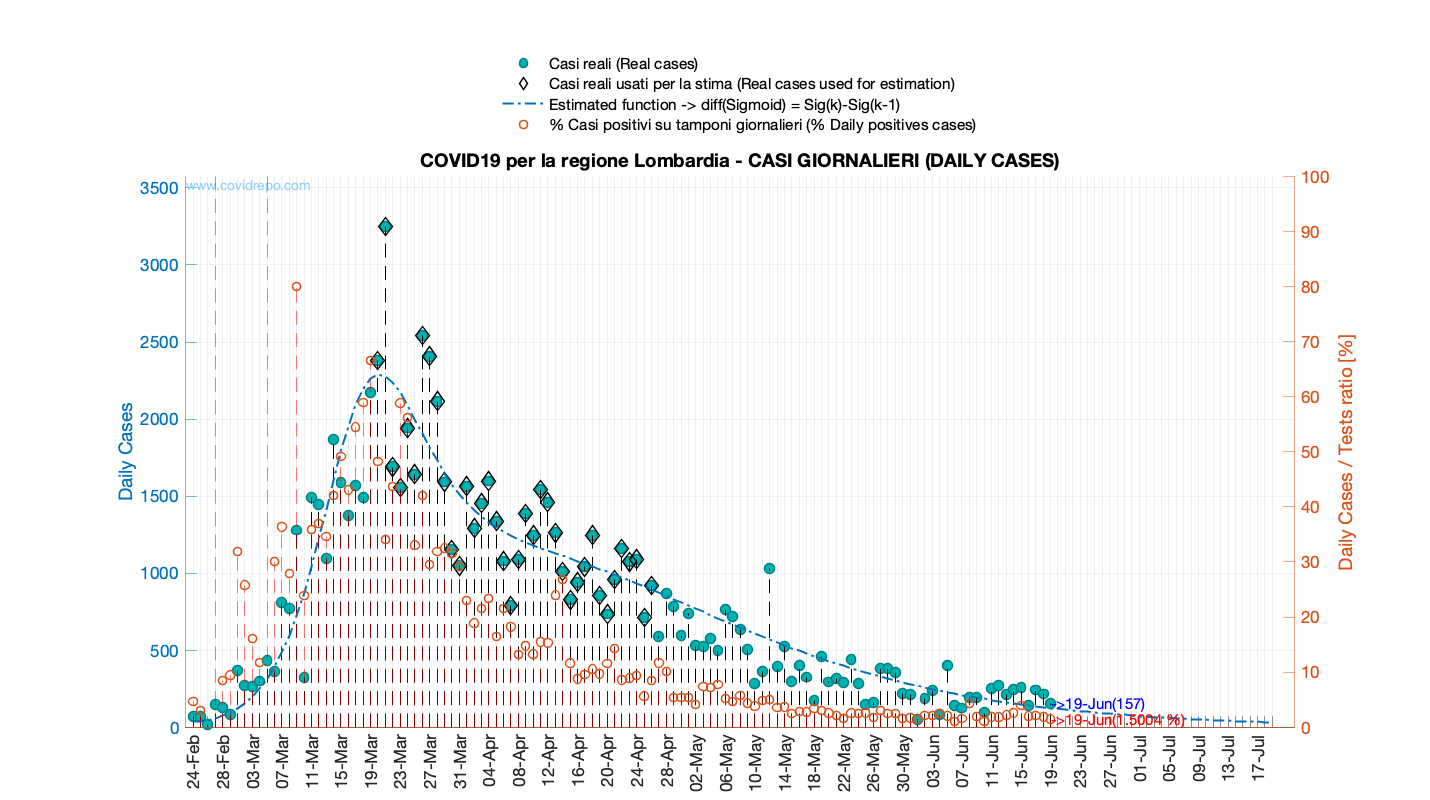 Casi reali (Real cases)
Casi reali usati per la stima (Real cases used for estimation)
Estimated function -> diff(Sigmoid) = Sig(k)-Sig(k-1)
% Casi positivi su tamponi giornalieri (% Daily positives cases)
COVID19 per la regione Lombardia - CASI GIORNALIERI (DAILY CASES)
www.covidrepo.com
Daily Cases
3500
3000
2500
2000
1500
1000
500
0
100
90
80
70
60
50
40
30
20
10
0
Daily Cases / Tests ratio [%]
->19-Jun(157)
->19-Jun(1.5004 %)
24-Feb
28-Feb
03-Mar
07-Mar
11-Mar
15-Mar
19-Mar
23-Mar
27-Mar
31-Mar
04-Apr
08-Apr
12-Apr
16-Apr
20-Apr
24-Apr
28-Apr
02-May
06-May
10-May
14-May
18-May
22-May
26-May
30-May
03-Jun
07-Jun
11-Jun
15-Jun
19-Jun
23-Jun
27-Jun
01-Jul
05-Jul
09-Jul
13-Jul
17-Jul